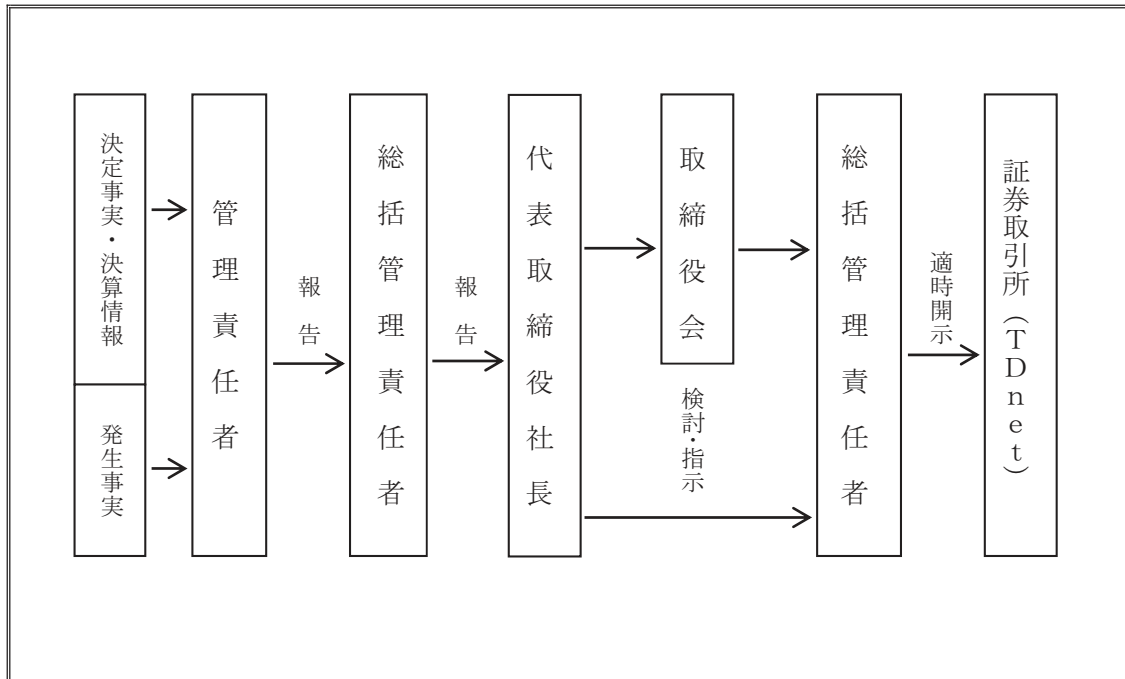 決定事実・決算情報
発生事実
管理責任者
報告
総括管理責任者
報告
代表取締役社長
取締役会
検討・指示
総括管理責任者
適時開示
証券取引所（TDnet）